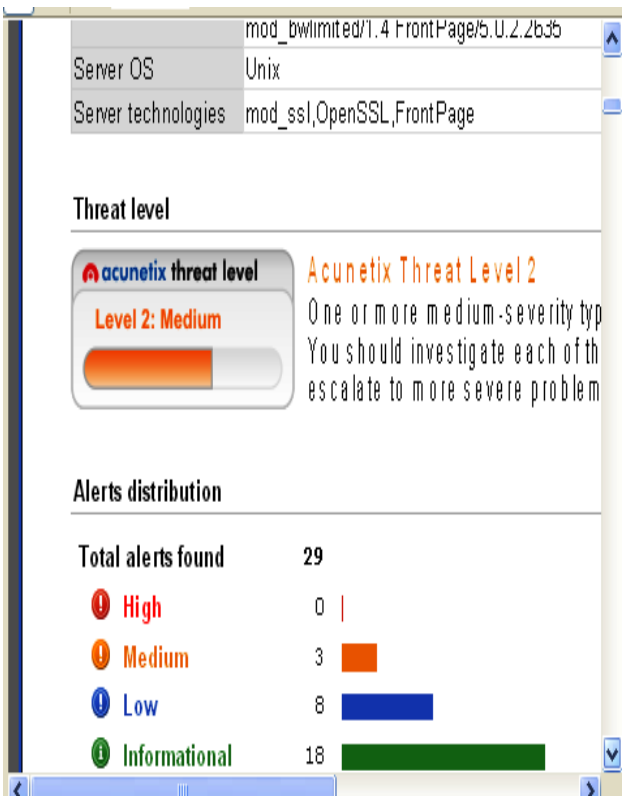 mod_bwlimited/1.4 FrontPage/5.0.2.2635
Server OS Unix
Server technologies mod_ssl,OpenSSL,FrontPage
Threat level
acunetix threat level
Level 2: Medium
Acunetix Threat Level 2
One or more medium-severity typ
You should investigate each of th
escalate to more severe problem
Alerts distribution
Total alerts found 29
High 0
Medium 3
Low 8
Informational 18